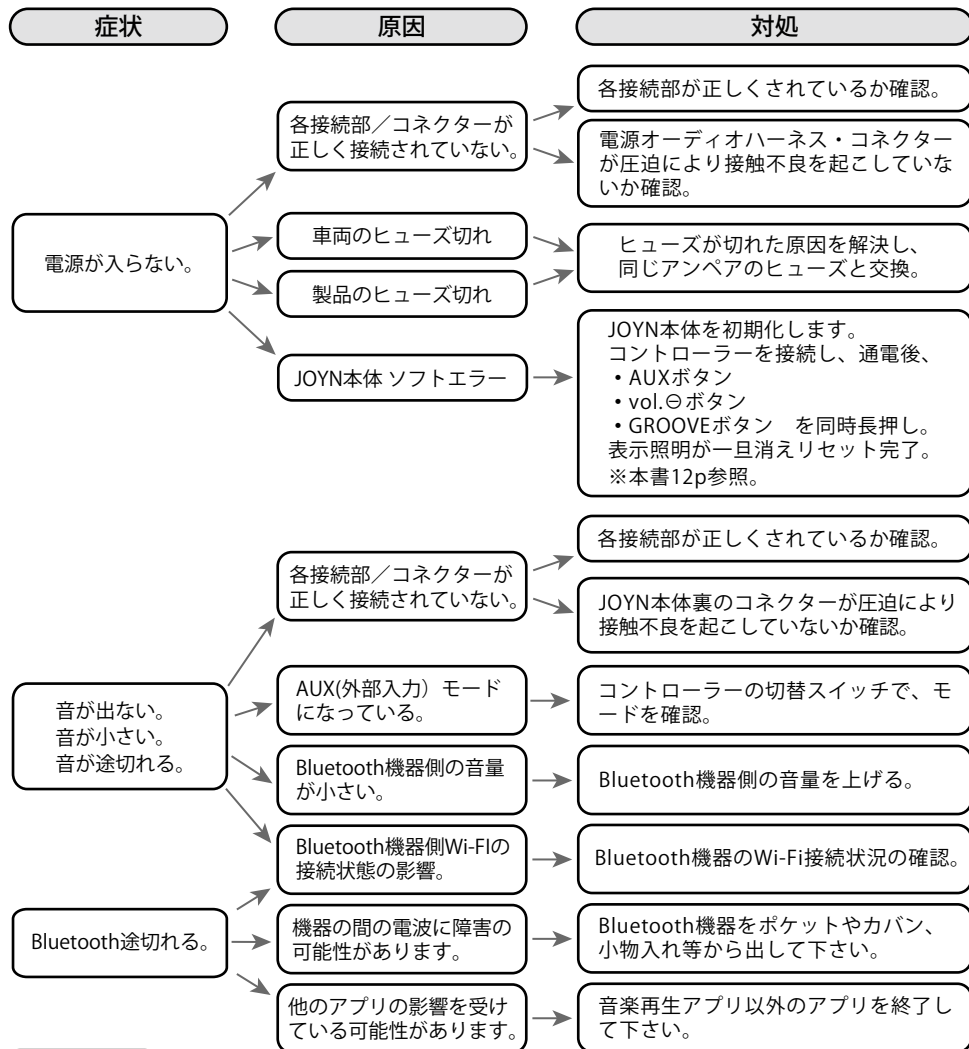 症状
原因
対処
電源が入らない。
各接続部／コネクターが
正しく接続されていない。
各接続部が正しくされているか確認。
電源オーディオハーネス・コネクター
が圧迫により接触不良を起こしていな
いか確認。
車両のヒューズ切れ
製品のヒューズ切れ
ヒューズが切れた原因を解決し、
同じアンペアのヒューズと交換。
JOYN本体 ソフトエラー
JOYN本体を初期化します。
コントローラーを接続し、通電後、
・AUXボタン
・vol.⊖ボタン
・GROOVEボタン　を同時長押し。
表示照明が一旦消えリセット完了。
※本書12p参照。
音が出ない。
音が小さい。
音が途切れる。
各接続部／コネクターが
正しく接続されていない。
各接続部が正しくされているか確認。
JOYN本体裏のコネクターが圧迫により
接触不良を起こしていないか確認。
AUX(外部入力）モード
になっている。
コントローラーの切替スイッチで、モ
ードを確認。
Bluetooth機器側の音量
が小さい。
Bluetooth機器側の音量を上げる。
Bluetooth機器側Wi-FIの
接続状態の影響。
Bluetooth機器のWi-Fi接続状況の確認。
Bluetooth途切れる。
機器の間の電波に障害の
可能性があります。
Bluetooth機器をポケットやカバン、
小物入れ等から出して下さい。
他のアプリの影響を受け
ている可能性があります。
音楽再生アプリ以外のアプリを終了し
て下さい。